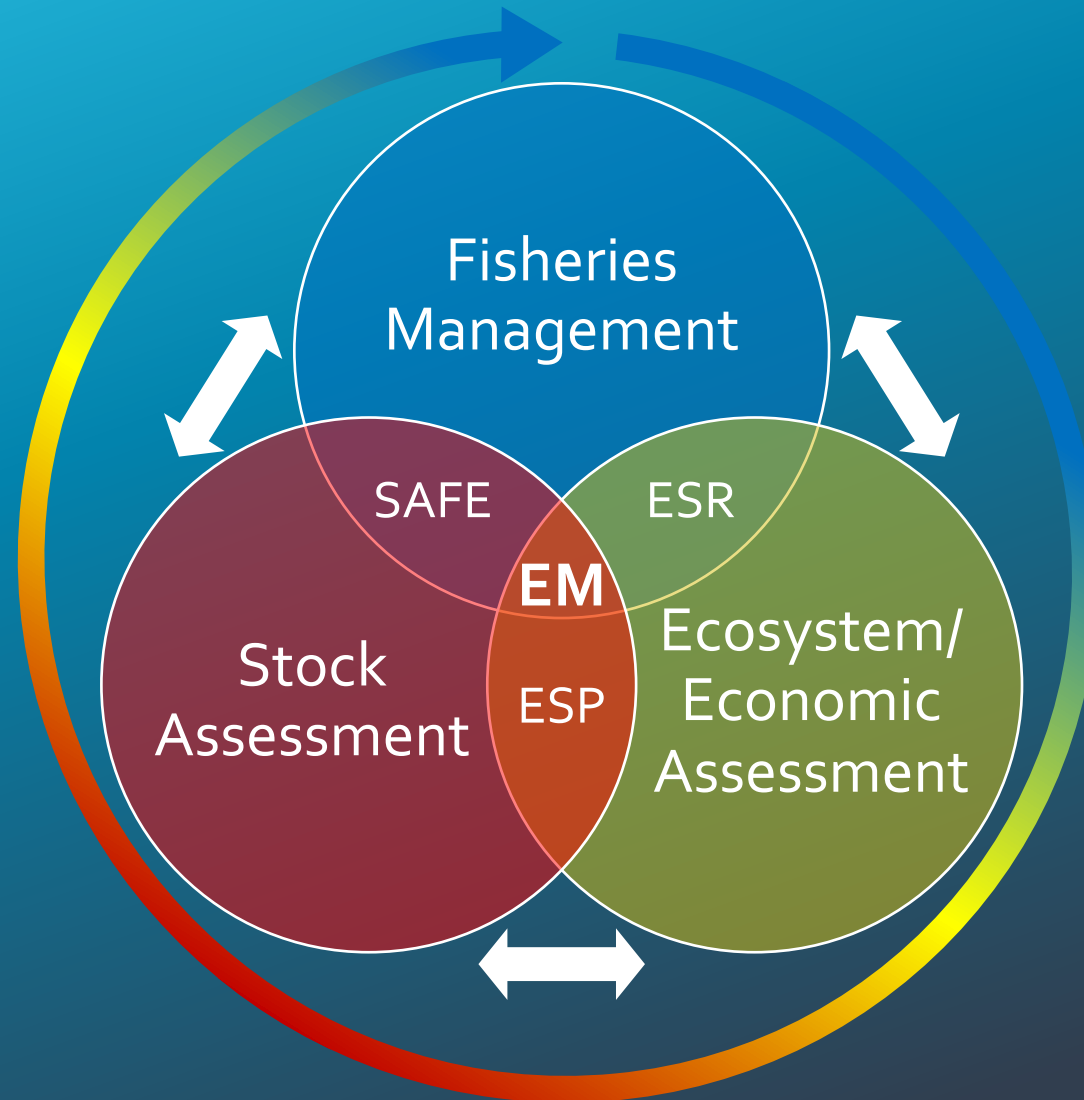 Fisheries
Management
SAFE
ESR
EM
Stock
Assessment
ESP
Ecosystem/
Economic
Assessment